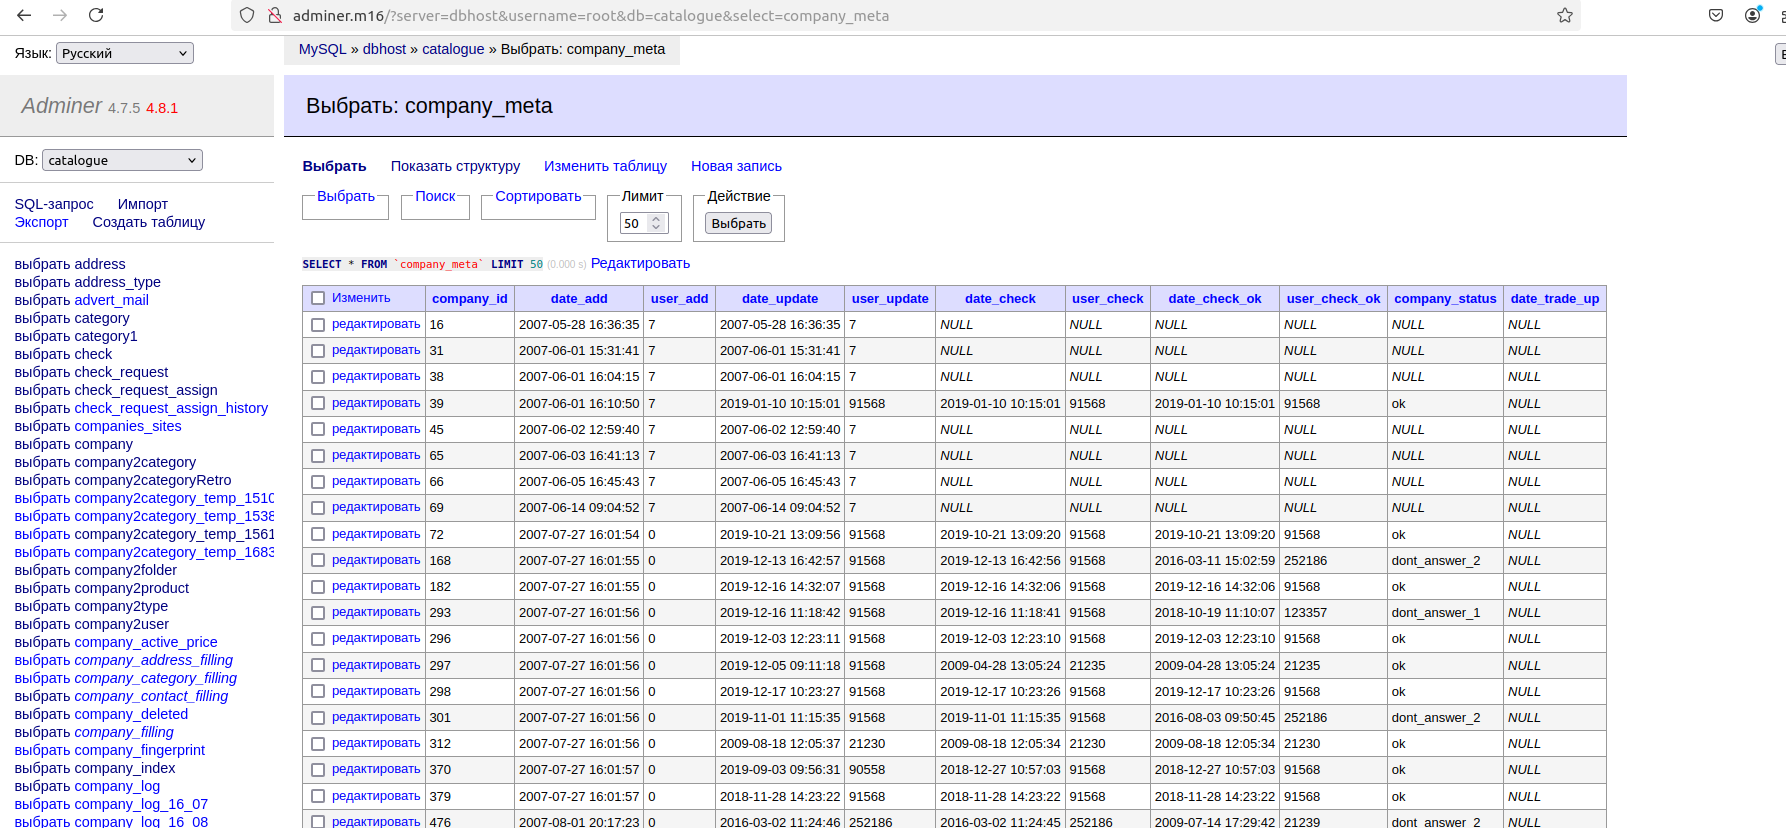 adminer.m16/?server=dbhost&username=root&db=catalogue&select=company_meta
Язык: Русский
MySQL » dbhost » catalogue » Выбрать: company_meta
Adminer 4.7.5 4.8.1
Выбрать: company_meta
DB: catalogue
SQL-запрос Импорт
Экспорт Создать таблицу
выбрать address
выбрать address_type
выбрать advert_mail
выбрать category
выбрать category1
выбрать check
выбрать check_request
выбрать check_request_assign
выбрать check_request_assign_history
выбрать companies_sites
выбрать company
выбрать company2category
выбрать company2categoryRetro
выбрать company2category_temp_1510
выбрать company2category_temp_1538
выбрать company2category_temp_1561
выбрать company2category_temp_1683
выбрать company2folder
выбрать company2product
выбрать company2type
выбрать company2user
выбрать company_active_price
выбрать company_address_filling
выбрать company_category_filling
выбрать company_contact_filling
выбрать company_deleted
выбрать company_filling
выбрать company_fingerprint
выбрать company_index
выбрать company_log
выбрать company_log_16_07
выбрать company_log_16_08
Выбрать Показать структуру Изменить таблицу Новая запись
Выбрать Поиск Сортировать Лимит Действие
50 Выбрать
SELECT * FROM `company_meta` LIMIT 50 (0.000 s) Редактировать
Изменить company_id date_add user_add date_update user_update date_check user_check date_check_ok user_check_ok company_status date_trade_up
редактировать 16 2007-05-28 16:36:35 7 2007-05-28 16:36:35 7 NULL NULL NULL NULL NULL NULL
редактировать 31 2007-06-01 15:31:41 7 2007-06-01 15:31:41 7 NULL NULL NULL NULL NULL NULL
редактировать 38 2007-06-01 16:04:15 7 2007-06-01 16:04:15 7 NULL NULL NULL NULL NULL NULL
редактировать 39 2007-06-01 16:10:50 7 2019-01-10 10:15:01 91568 2019-01-10 10:15:01 91568 2019-01-10 10:15:01 91568 ok NULL
редактировать 45 2007-06-02 12:59:40 7 2007-06-02 12:59:40 7 NULL NULL NULL NULL NULL NULL
редактировать 65 2007-06-03 16:41:13 7 2007-06-03 16:41:13 7 NULL NULL NULL NULL NULL NULL
редактировать 66 2007-06-05 16:45:43 7 2007-06-05 16:45:43 7 NULL NULL NULL NULL NULL NULL
редактировать 69 2007-06-14 09:04:52 7 2007-06-14 09:04:52 7 NULL NULL NULL NULL NULL NULL
редактировать 72 2007-07-27 16:01:54 0 2019-10-21 13:09:56 91568 2019-10-21 13:09:20 91568 2019-10-21 13:09:20 91568 ok NULL
редактировать 168 2007-07-27 16:01:55 0 2019-12-13 16:42:57 91568 2019-12-13 16:42:56 91568 2016-03-11 15:02:59 252186 dont_answer_2 NULL
редактировать 182 2007-07-27 16:01:55 0 2019-12-16 14:32:07 91568 2019-12-16 14:32:06 91568 2019-12-16 14:32:06 91568 ok NULL
редактировать 293 2007-07-27 16:01:56 0 2019-12-16 11:18:42 91568 2019-12-16 11:18:41 91568 2018-10-19 11:10:07 123357 dont_answer_1 NULL
редактировать 296 2007-07-27 16:01:56 0 2019-12-03 12:23:11 91568 2019-12-03 12:23:10 91568 2019-12-03 12:23:10 91568 ok NULL
редактировать 297 2007-07-27 16:01:56 0 2019-12-05 09:11:18 91568 2009-04-28 13:05:24 21235 2009-04-28 13:05:24 21235 ok NULL
редактировать 298 2007-07-27 16:01:56 0 2019-12-17 10:23:27 91568 2019-12-17 10:23:26 91568 2019-12-17 10:23:26 91568 ok NULL
редактировать 301 2007-07-27 16:01:56 0 2019-11-01 11:15:35 91568 2019-11-01 11:15:35 91568 2016-08-03 09:50:45 252186 dont_answer_2 NULL
редактировать 312 2007-07-27 16:01:56 0 2009-08-18 12:05:37 21230 2009-08-18 12:05:34 21230 2009-08-18 12:05:34 21230 ok NULL
редактировать 370 2007-07-27 16:01:57 0 2019-09-03 09:56:31 90558 2018-12-27 10:57:03 91568 2018-12-27 10:57:03 91568 ok NULL
редактировать 379 2007-07-27 16:01:57 0 2018-11-28 14:23:22 91568 2018-11-28 14:23:22 91568 2018-11-28 14:23:22 91568 ok NULL
редактировать 476 2007-08-01 20:17:23 0 2016-03-02 11:24:46 252186 2016-03-02 11:24:45 252186 2009-07-14 17:29:42 21239 dont_answer_2 NULL